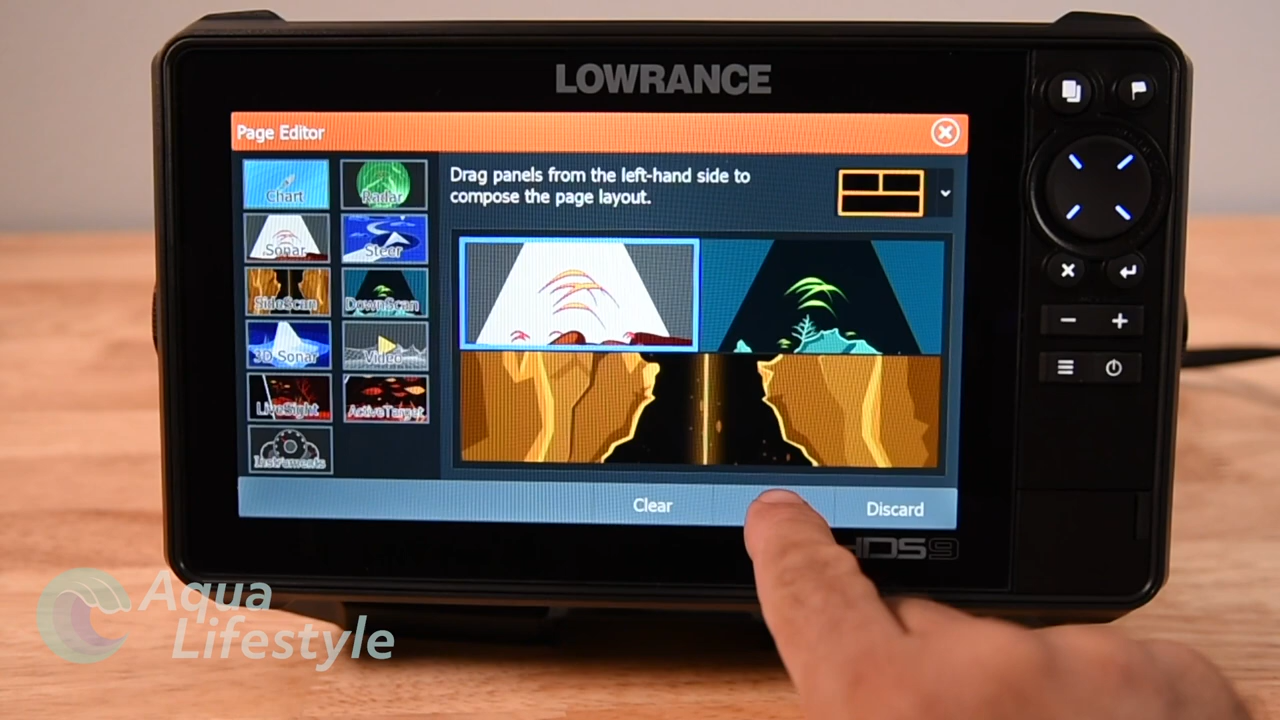 LOWRANCE
Page Editor
Chart
Radar
Sonar
Steer
SideScan
DownScan
3D Sonar
Video
LiveSight
ActiveTarget
Instruments
Drag panels from the left-hand side to
compose the page layout.
Clear
Discard
HDS9
Aqua
Lifestyle